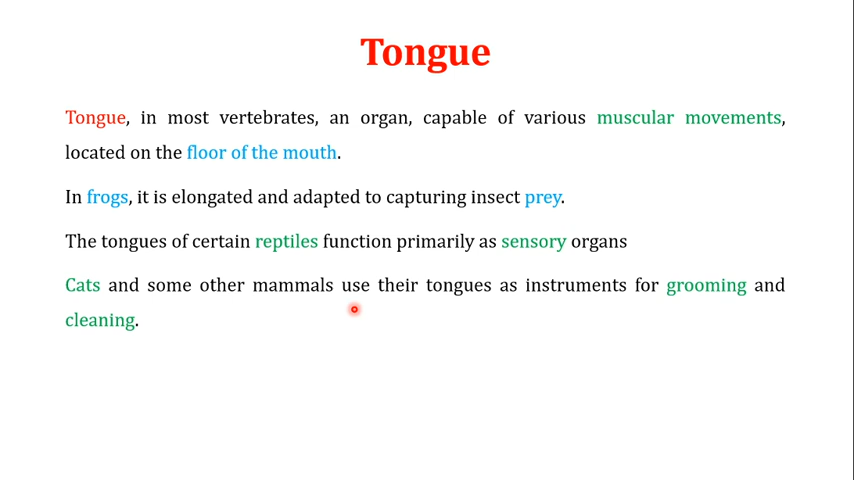 Tongue
Tongue, in most vertebrates, an organ, capable of various muscular movements,
located on the floor of the mouth.
In frogs, it is elongated and adapted to capturing insect prey.
The tongues of certain reptiles function primarily as sensory organs
Cats and some other mammals use their tongues as instruments for grooming and
cleaning.